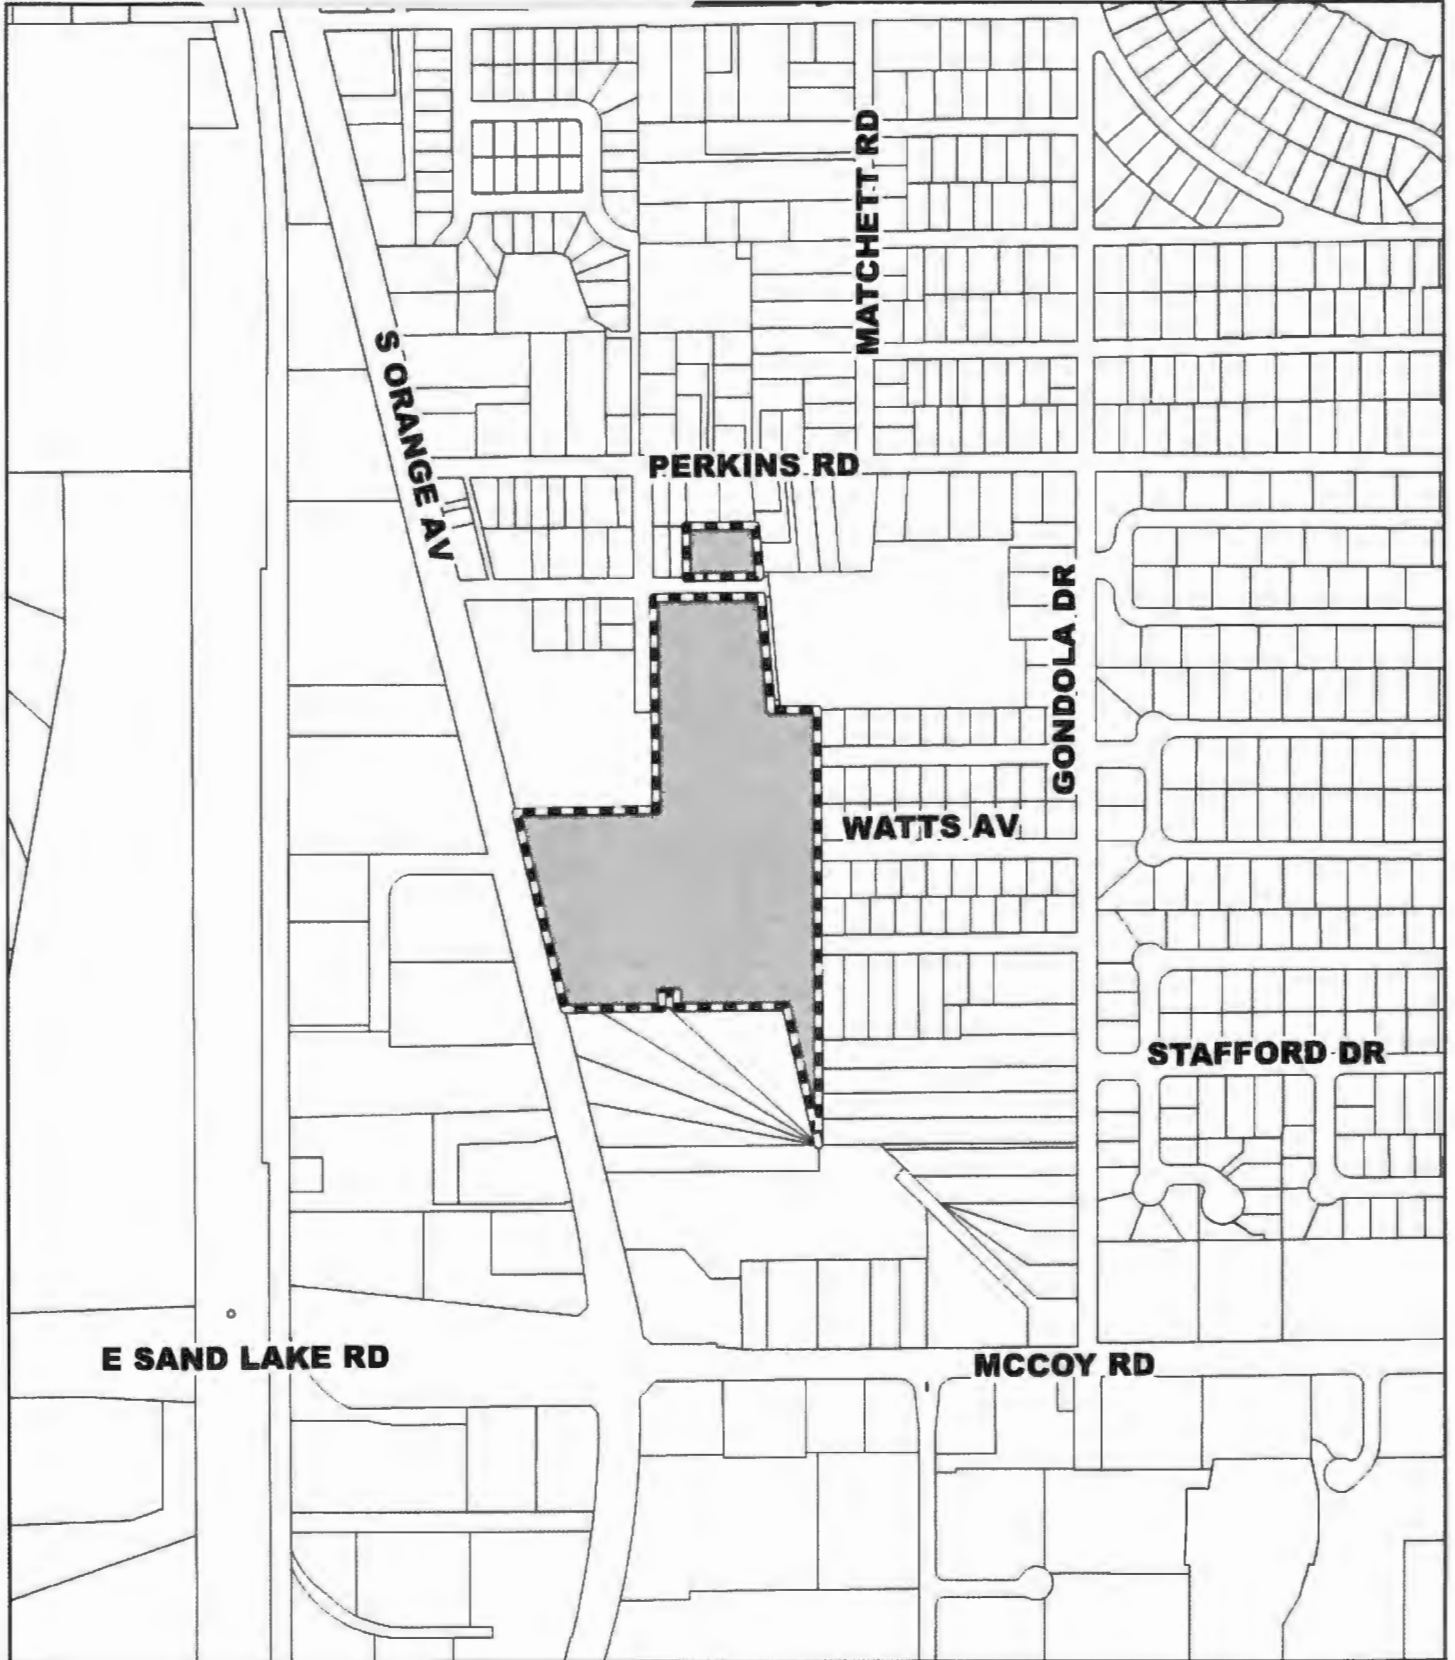 MATCHETT RD
S ORANGE AV
PERKINS RD
GONDOLA DR
WATTS AV
STAFFORD DR
E SAND LAKE RD
MCCOY RD